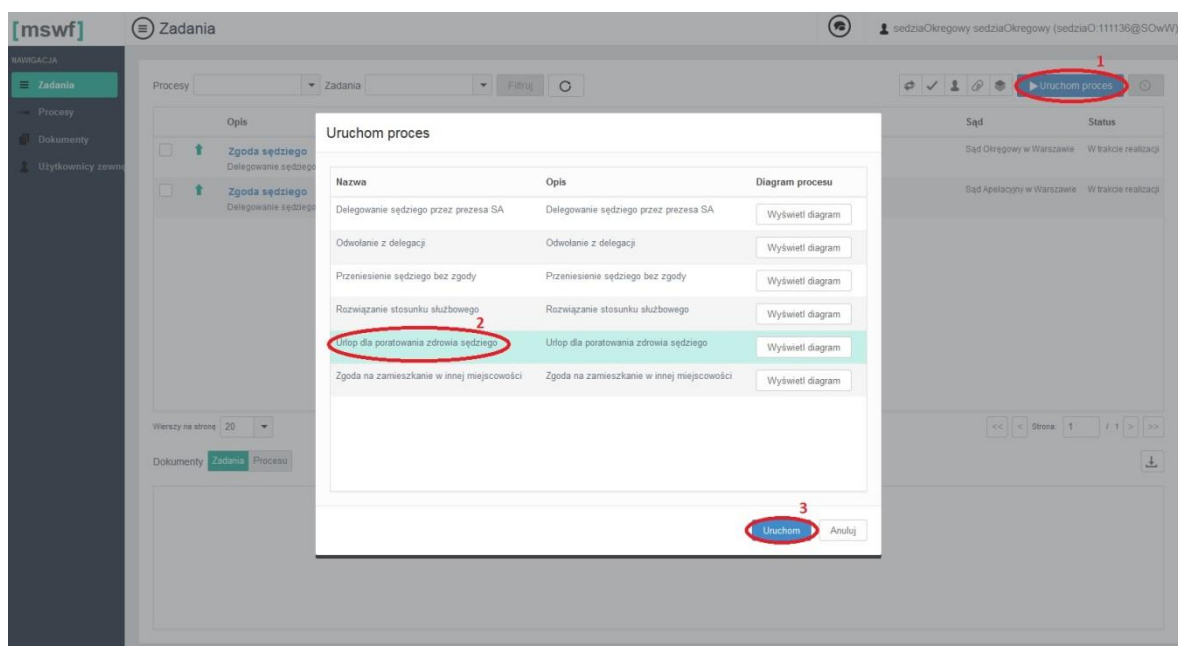 [mswf]
Zadania
sedziaOkregowy sedziaOkregowy (sedziaO:111136@SOwW)
NAWIGACJA
Zadania
Procesy
Dokumenty
Użytkownicy zewnę
1
Procesy Zadania Filtruj Uruchom proces
Opis Sąd Status
Zgoda sędziego Sąd Okręgowy w Warszawie W trakcie realizacji
Delegowanie sędziego
Zgoda sędziego Sąd Apelacyjny w Warszawie W trakcie realizacji
Delegowanie sędziego
Uruchom proces
Nazwa Opis Diagram procesu
Delegowanie sędziego przez prezesa SA Delegowanie sędziego przez prezesa SA Wyświetl diagram
Odwołanie z delegacji Odwołanie z delegacji Wyświetl diagram
Przeniesienie sędziego bez zgody Przeniesienie sędziego bez zgody Wyświetl diagram
Rozwiązanie stosunku służbowego Rozwiązanie stosunku służbowego Wyświetl diagram
2
Urlop dla poratowania zdrowia sędziego Urlop dla poratowania zdrowia sędziego Wyświetl diagram
Zgoda na zamieszkanie w innej miejscowości Zgoda na zamieszkanie w innej miejscowości Wyświetl diagram
3
Uruchom Anuluj
Wierszy na stronę 20 << < Strona: 1 / 1 > >>
Dokumenty Zadania Procesu